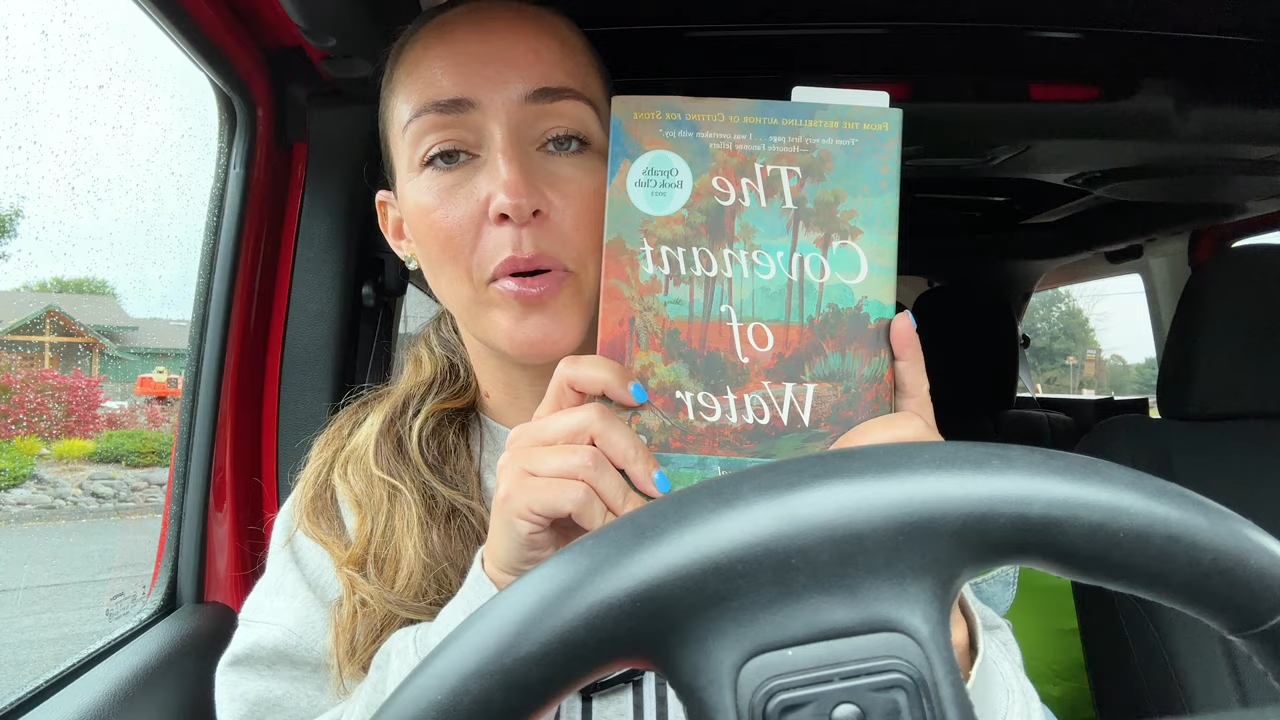 FROM THE BESTSELLING AUTHOR OF CUTTING FOR STONE
"From the very first page . . . I was overtaken with joy."
—Honorée Fanonne Jeffers
Oprah's
Book Club
2023
The
Covenant
of
Water